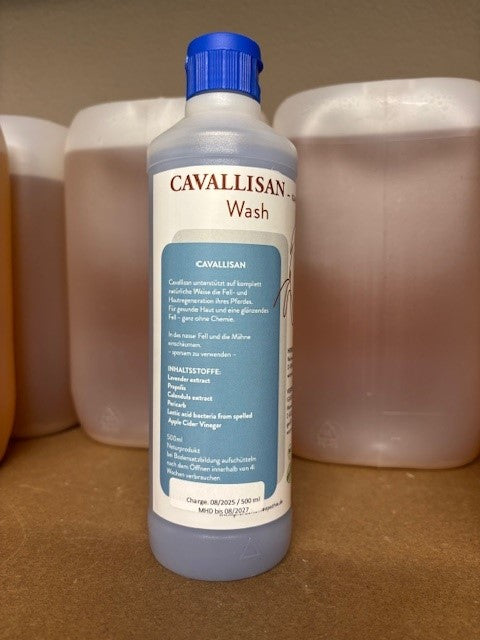 CAVALLISAN –
Wash
CAVALLISAN
Cavallisan unterstützt auf komplett
natürliche Weise die Fell- und
Hautregeneration ihres Pferdes.
Für gesunde Haut und eine glänzendes
Fell – ganz ohne Chemie.
In das nasse Fell und die Mähne
einschäumen.
- sparsam zu verwenden -
INHALTSSTOFFE:
Lavender extract
Propolis
Calendula extract
Pericarb
Lactic acid bacteria from spelled
Apple Cider Vinegar
500ml
Naturprodukt
Bei Bodensatzbildung aufschütteln
nach dem Öffnen innerhalb von 4
Wochen verbrauchen.
Charge. 08/2025 / 500 ml
MHD bis 08/2027